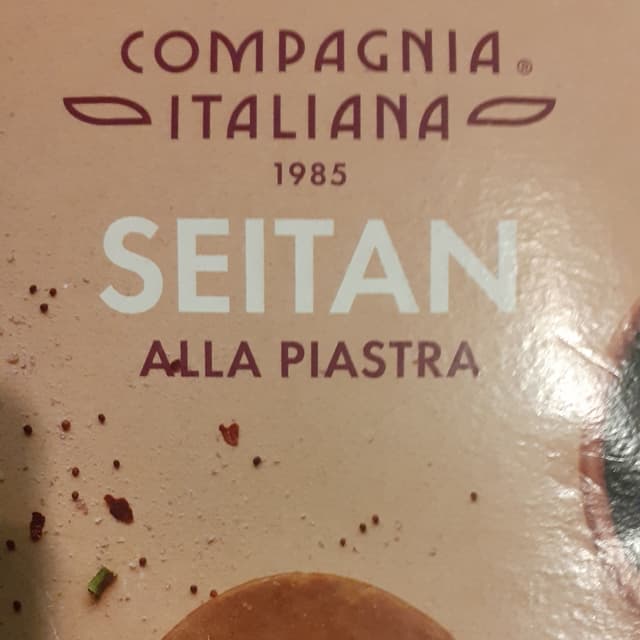 COMPAGNIA ®
ITALIANA
1985
SEITAN
ALLA PIASTRA